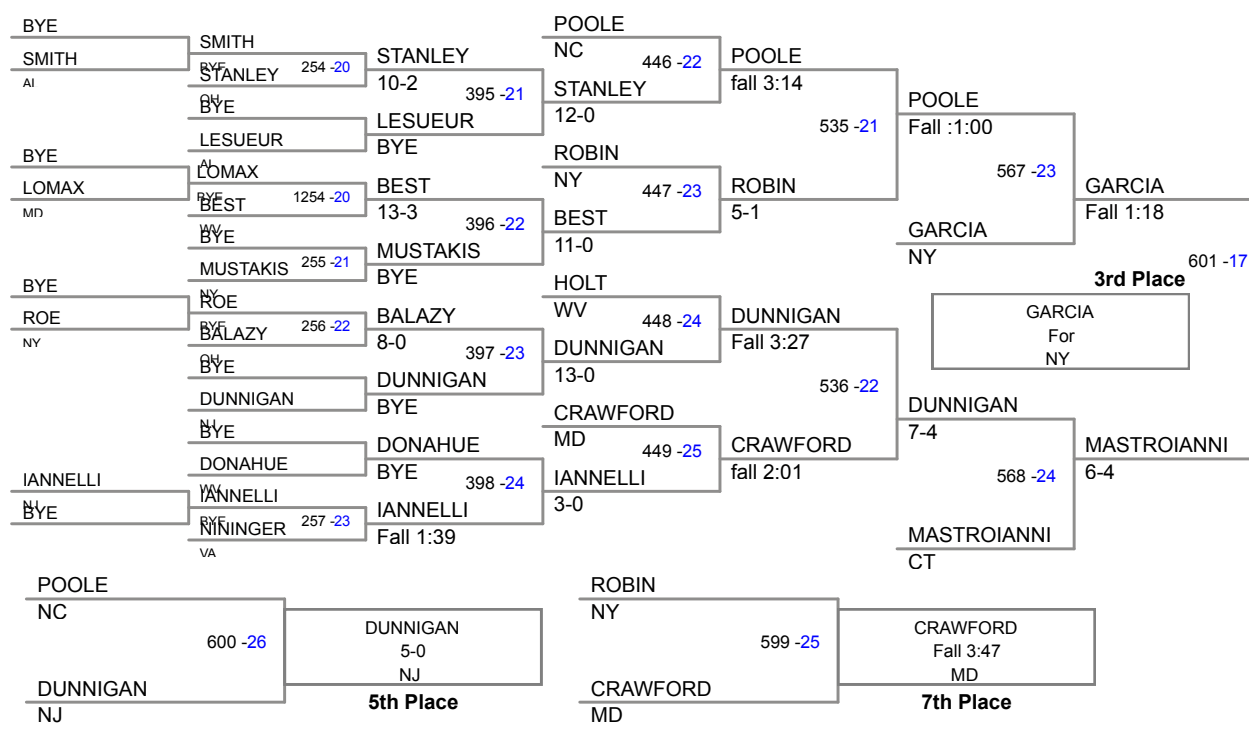 BYE
SMITH
AL
BYE
LOMAX
MD
BYE
ROE
NY
IANNELLI
NJ
BYE
SMITH
BYE
254 -20
STANLEY
OH
BYE
LESUEUR
AL
LOMAX
BYE
1254 -20
BEST
WV
BYE
MUSTAKIS
255 -21
NY
ROE
BYE
256 -22
BALAZY
OH
BYE
DUNNIGAN
NJ
BYE
DONAHUE
WV
IANNELLI
BYE
257 -23
NININGER
VA
STANLEY
10-2
395 -21
LESUEUR
BYE
BEST
13-3
396 -22
MUSTAKIS
BYE
BALAZY
8-0
397 -23
DUNNIGAN
BYE
DONAHUE
BYE
398 -24
IANNELLI
Fall 1:39
POOLE
NC
446 -22
STANLEY
12-0
ROBIN
NY
447 -23
BEST
11-0
HOLT
WV
448 -24
DUNNIGAN
13-0
CRAWFORD
MD
449 -25
IANNELLI
3-0
POOLE
fall 3:14
535 -21
ROBIN
5-1
DUNNIGAN
Fall 3:27
536 -22
CRAWFORD
fall 2:01
POOLE
Fall :1:00
567 -23
GARCIA
NY
DUNNIGAN
7-4
568 -24
MASTROIANNI
CT
GARCIA
Fall 1:18
601 -17
3rd Place
GARCIA
For
NY
MASTROIANNI
6-4
POOLE
NC
600 -26
DUNNIGAN
NJ
DUNNIGAN
5-0
NJ
5th Place
ROBIN
NY
599 -25
CRAWFORD
MD
CRAWFORD
Fall 3:47
MD
7th Place